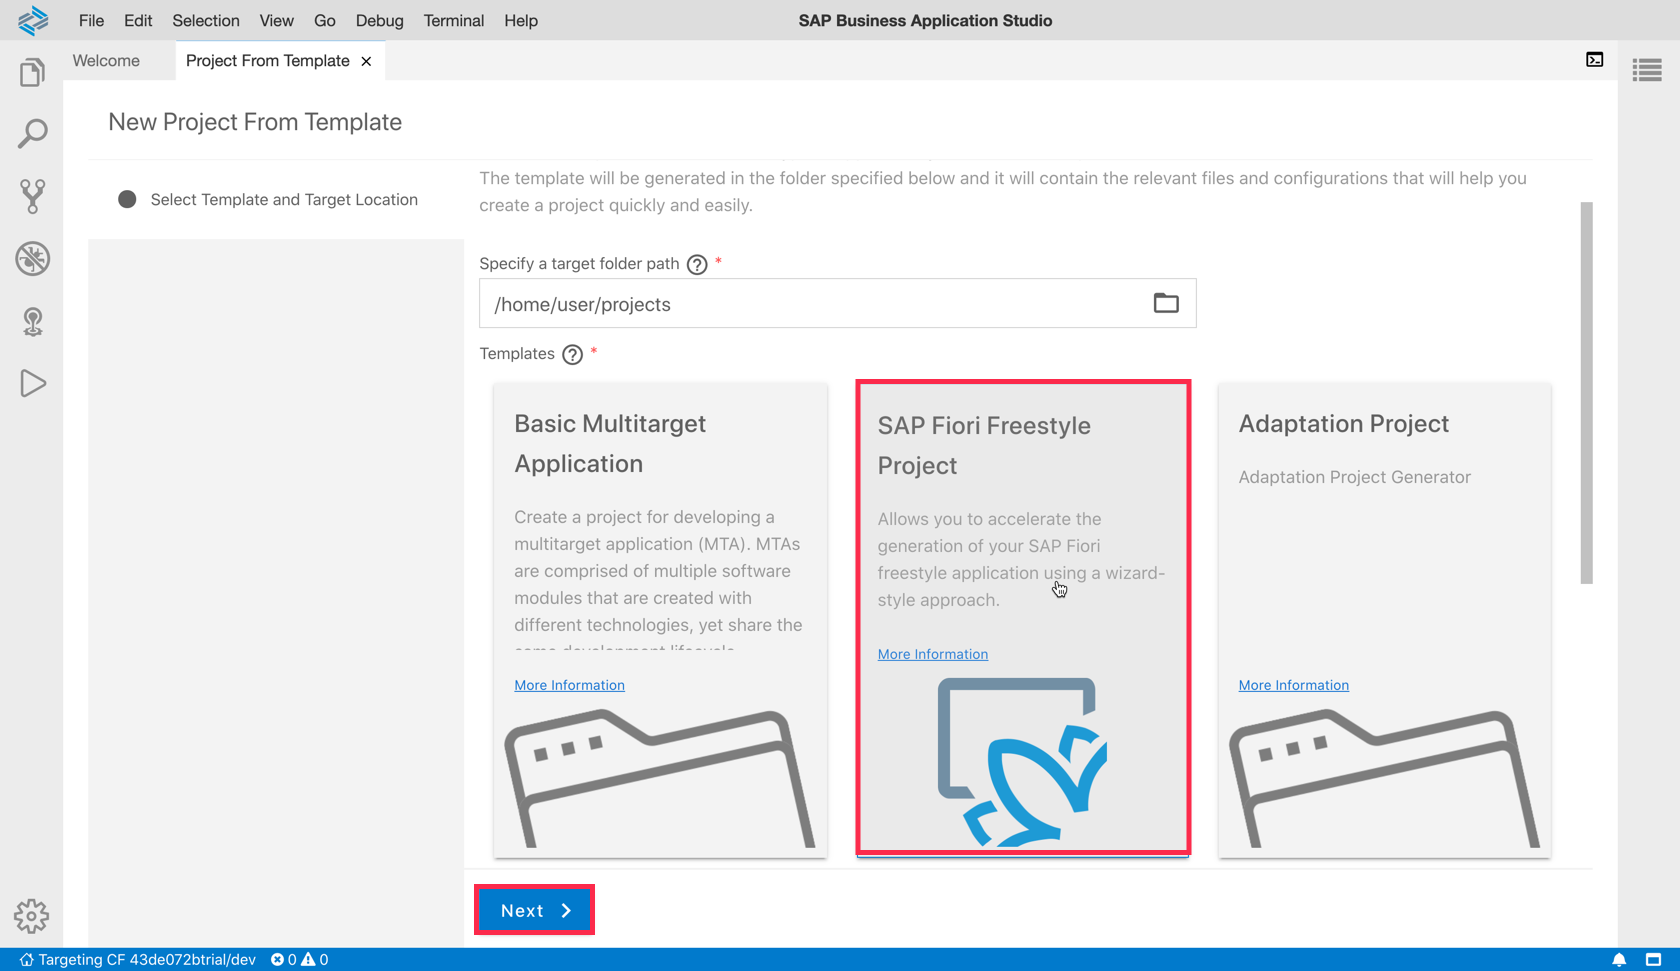 File Edit Selection View Go Debug Terminal Help
SAP Business Application Studio
Welcome
Project From Template
New Project From Template
Select Template and Target Location
The template will be generated in the folder specified below and it will contain the relevant files and configurations that will help you
create a project quickly and easily.
Specify a target folder path ? *
/home/user/projects
Templates ? *
Basic Multitarget
Application
Create a project for developing a
multitarget application (MTA). MTAs
are comprised of multiple software
modules that are created with
different technologies, yet share the
same development lifecycle.
More Information
SAP Fiori Freestyle
Project
Allows you to accelerate the
generation of your SAP Fiori
freestyle application using a wizard-
style approach.
More Information
Adaptation Project
Adaptation Project Generator
More Information
Next
Targeting CF 43de072btrial/dev 0 0